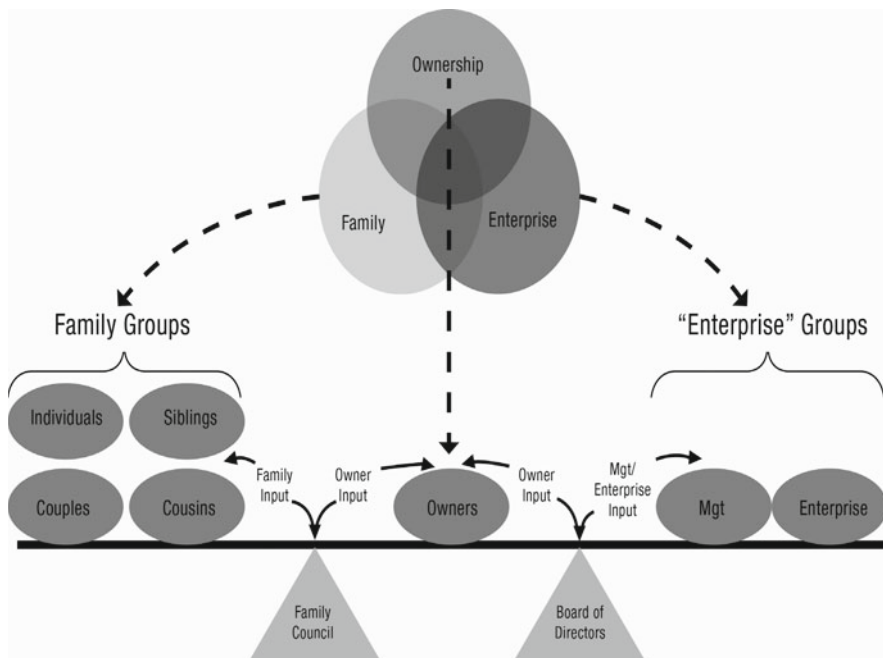 Ownership
Family
Enterprise
Family Groups
“Enterprise” Groups
Individuals
Siblings
Couples
Cousins
Family
Input
Owner
Input
Owners
Owner
Input
Mgt/
Enterprise
Input
Mgt
Enterprise
Family
Council
Board of
Directors